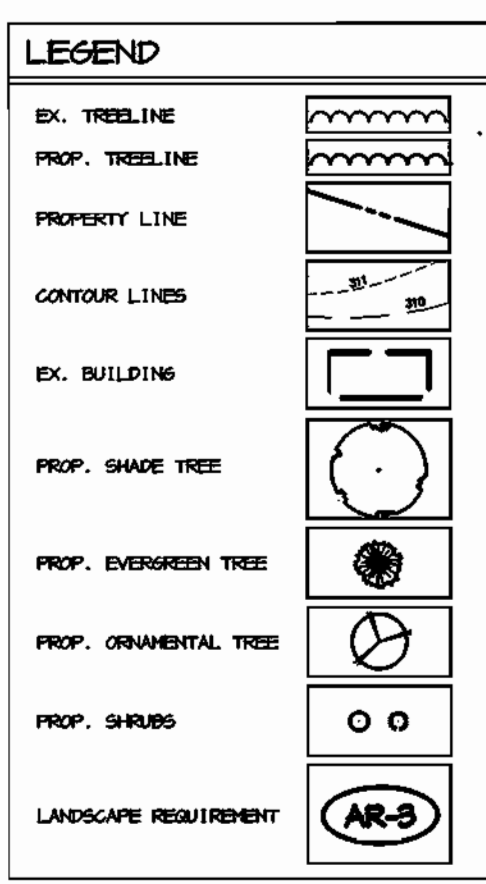 LEGEND
EX. TREELINE
PROP. TREELINE
PROPERTY LINE
CONTOUR LINES 311 310
EX. BUILDING
PROP. SHADE TREE
PROP. EVERGREEN TREE
PROP. ORNAMENTAL TREE
PROP. SHRUBS
LANDSCAPE REQUIREMENT AR-3